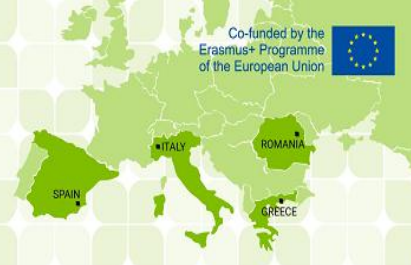 Co-funded by the
Erasmus+ Programme
of the European Union
ITALY
ROMANIA
SPAIN
GREECE